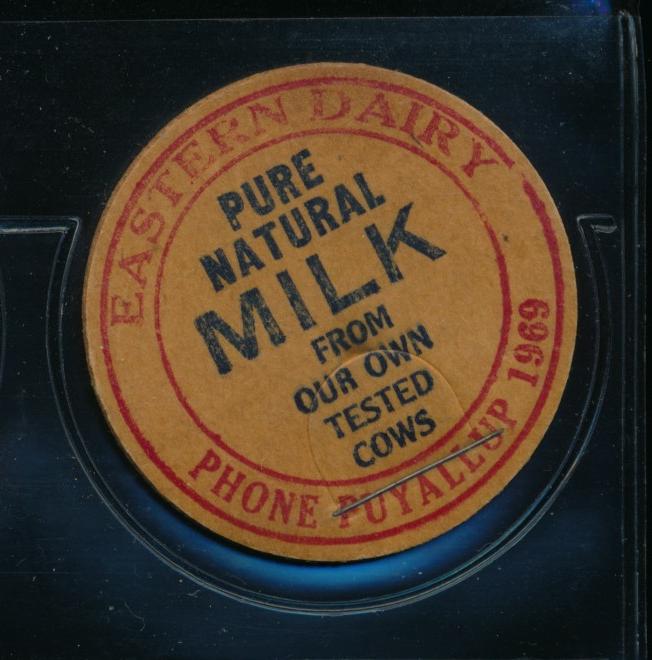 EASTERN DAIRY
PURE
NATURAL
MILK
FROM
OUR OWN
TESTED
COWS
PHONE PUYALLUP 1969